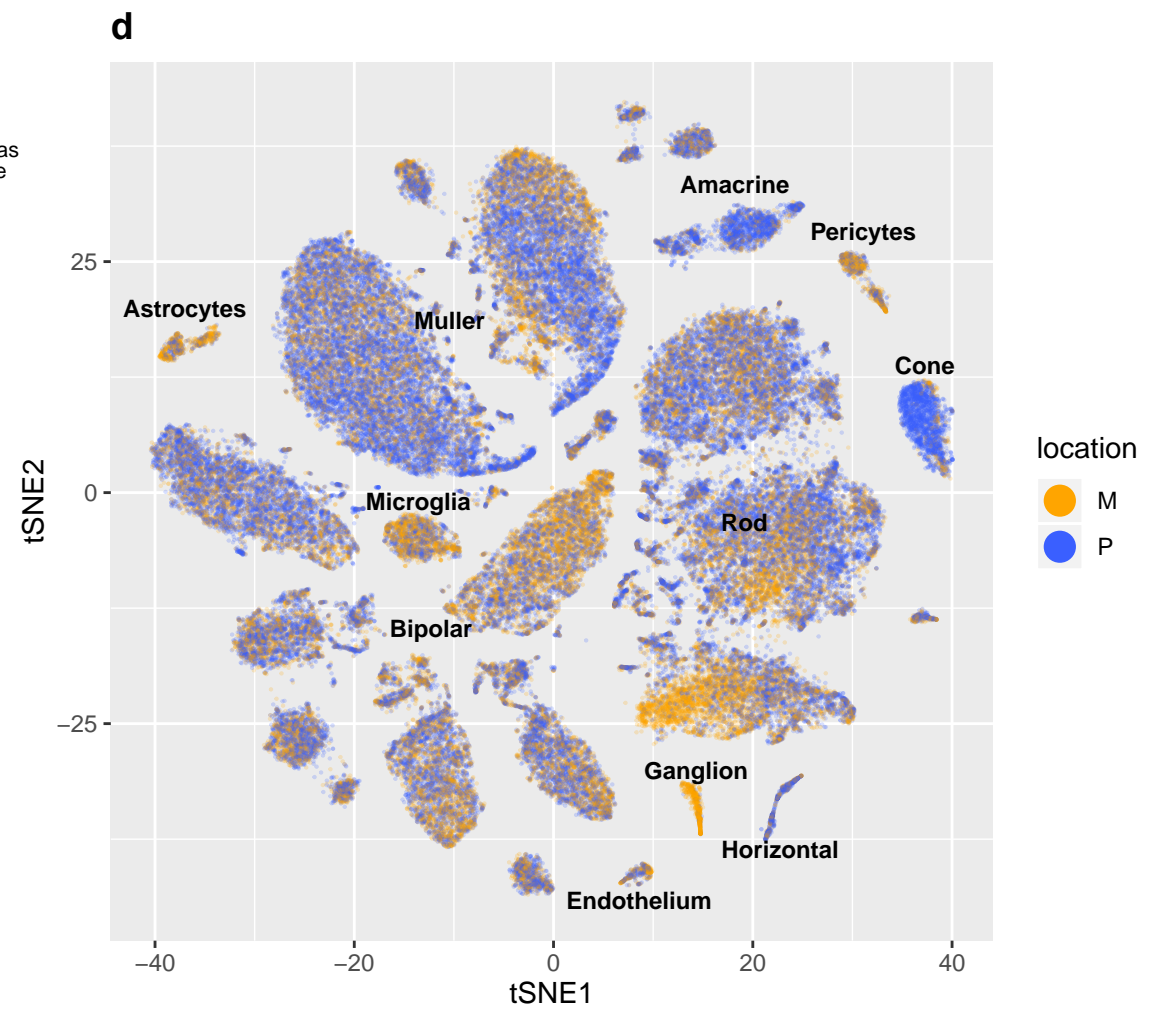 d
as
e
Amacrine
Pericytes
Astrocytes
Muller
Cone
Microglia
Rod
Bipolar
Ganglion
Horizontal
Endothelium
25
0
−25
tSNE2
−40 −20 0 20 40
tSNE1
location
M
P